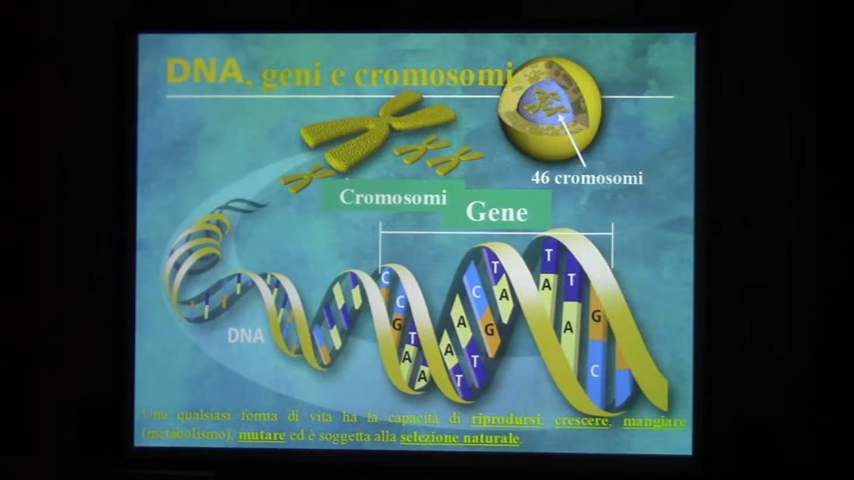 DNA, geni e cromosomi
46 cromosomi
Cromosomi
Gene
DNA
C
C
G
T
A
A
A
A
T
C
G
T
T
A
T
A
T
A
G
C
Una qualsiasi forma di vita ha la capacità di riprodursi, crescere, mangiare
(metabolismo), mutare ed è soggetta alla selezione naturale.